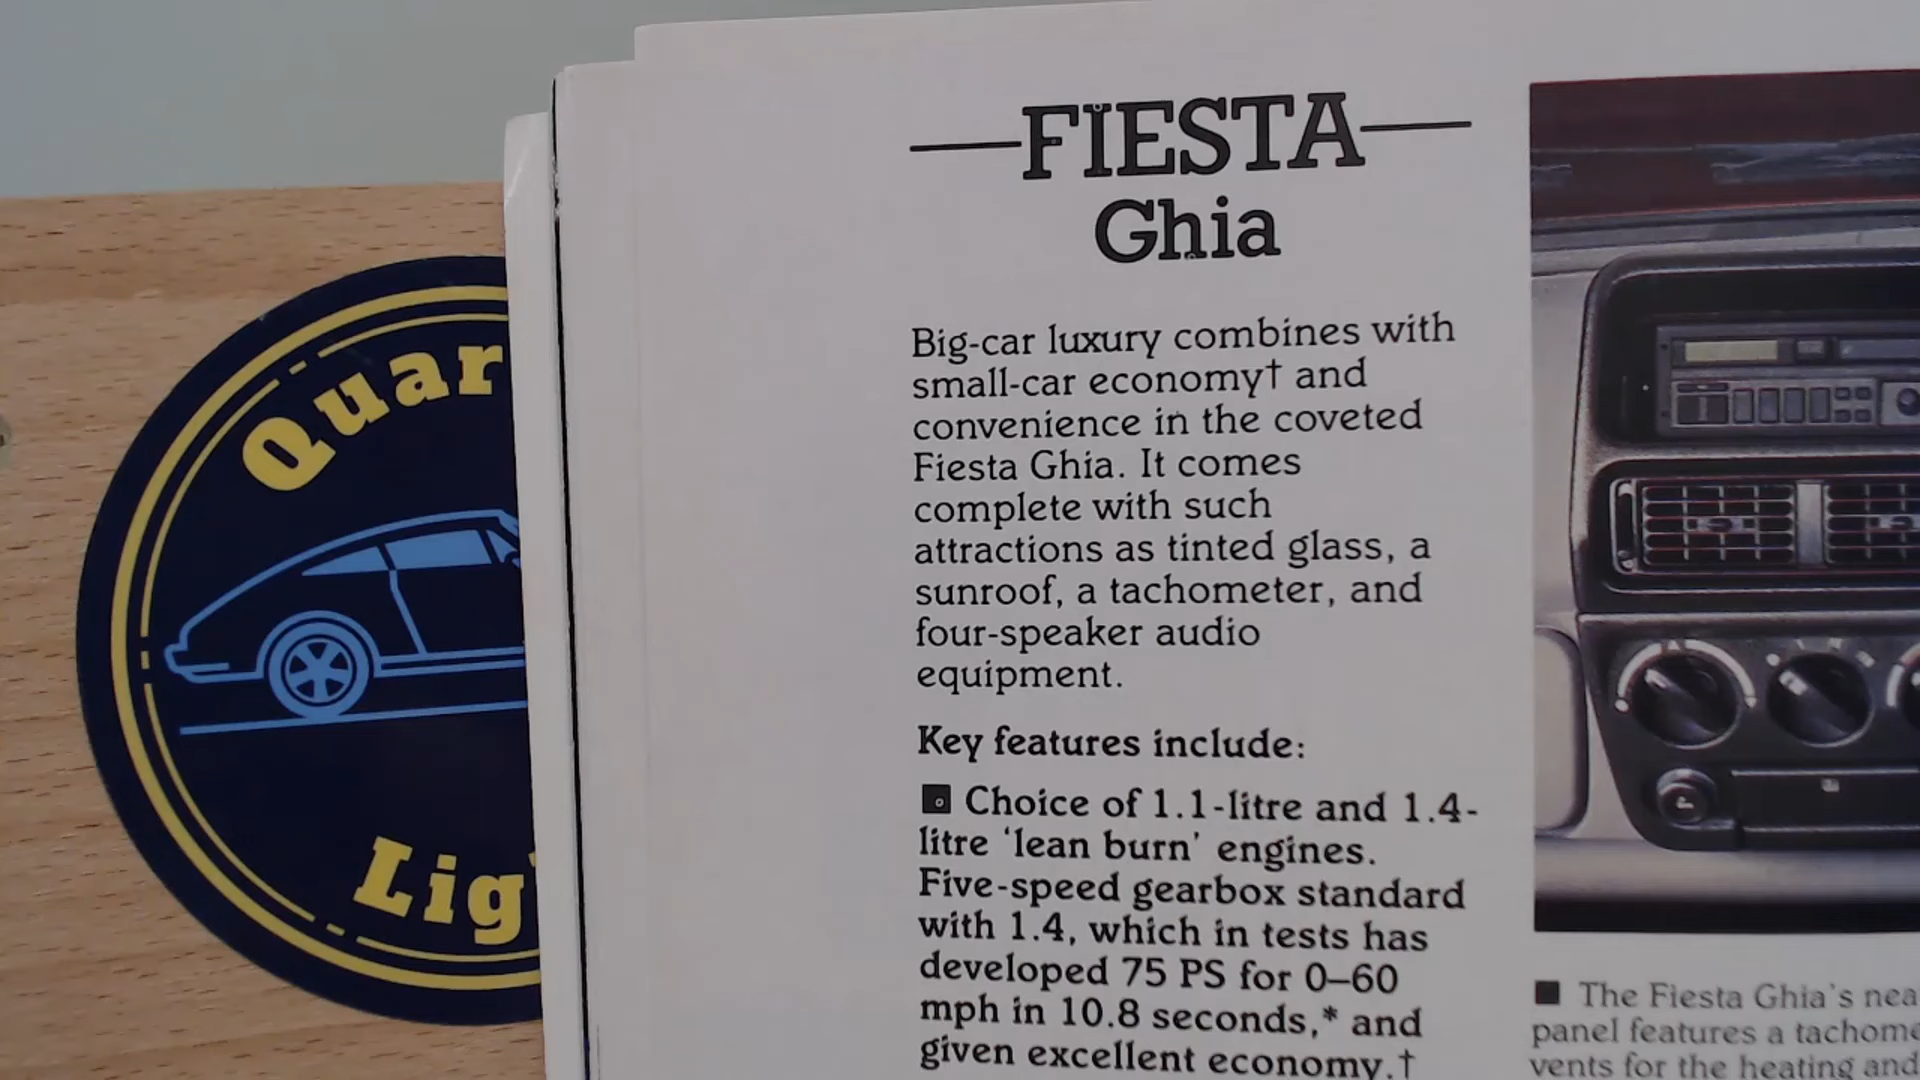 Quar
Lig
FIESTA
Ghia
Big-car luxury combines with
small-car economy† and
convenience in the coveted
Fiesta Ghia. It comes
complete with such
attractions as tinted glass, a
sunroof, a tachometer, and
four-speaker audio
equipment.
Key features include:
■ Choice of 1.1-litre and 1.4-
litre ‘lean burn’ engines.
Five-speed gearbox standard
with 1.4, which in tests has
developed 75 PS for 0–60
mph in 10.8 seconds,* and
given excellent economy.†
■ The Fiesta Ghia's nea
panel features a tachome
vents for the heating and